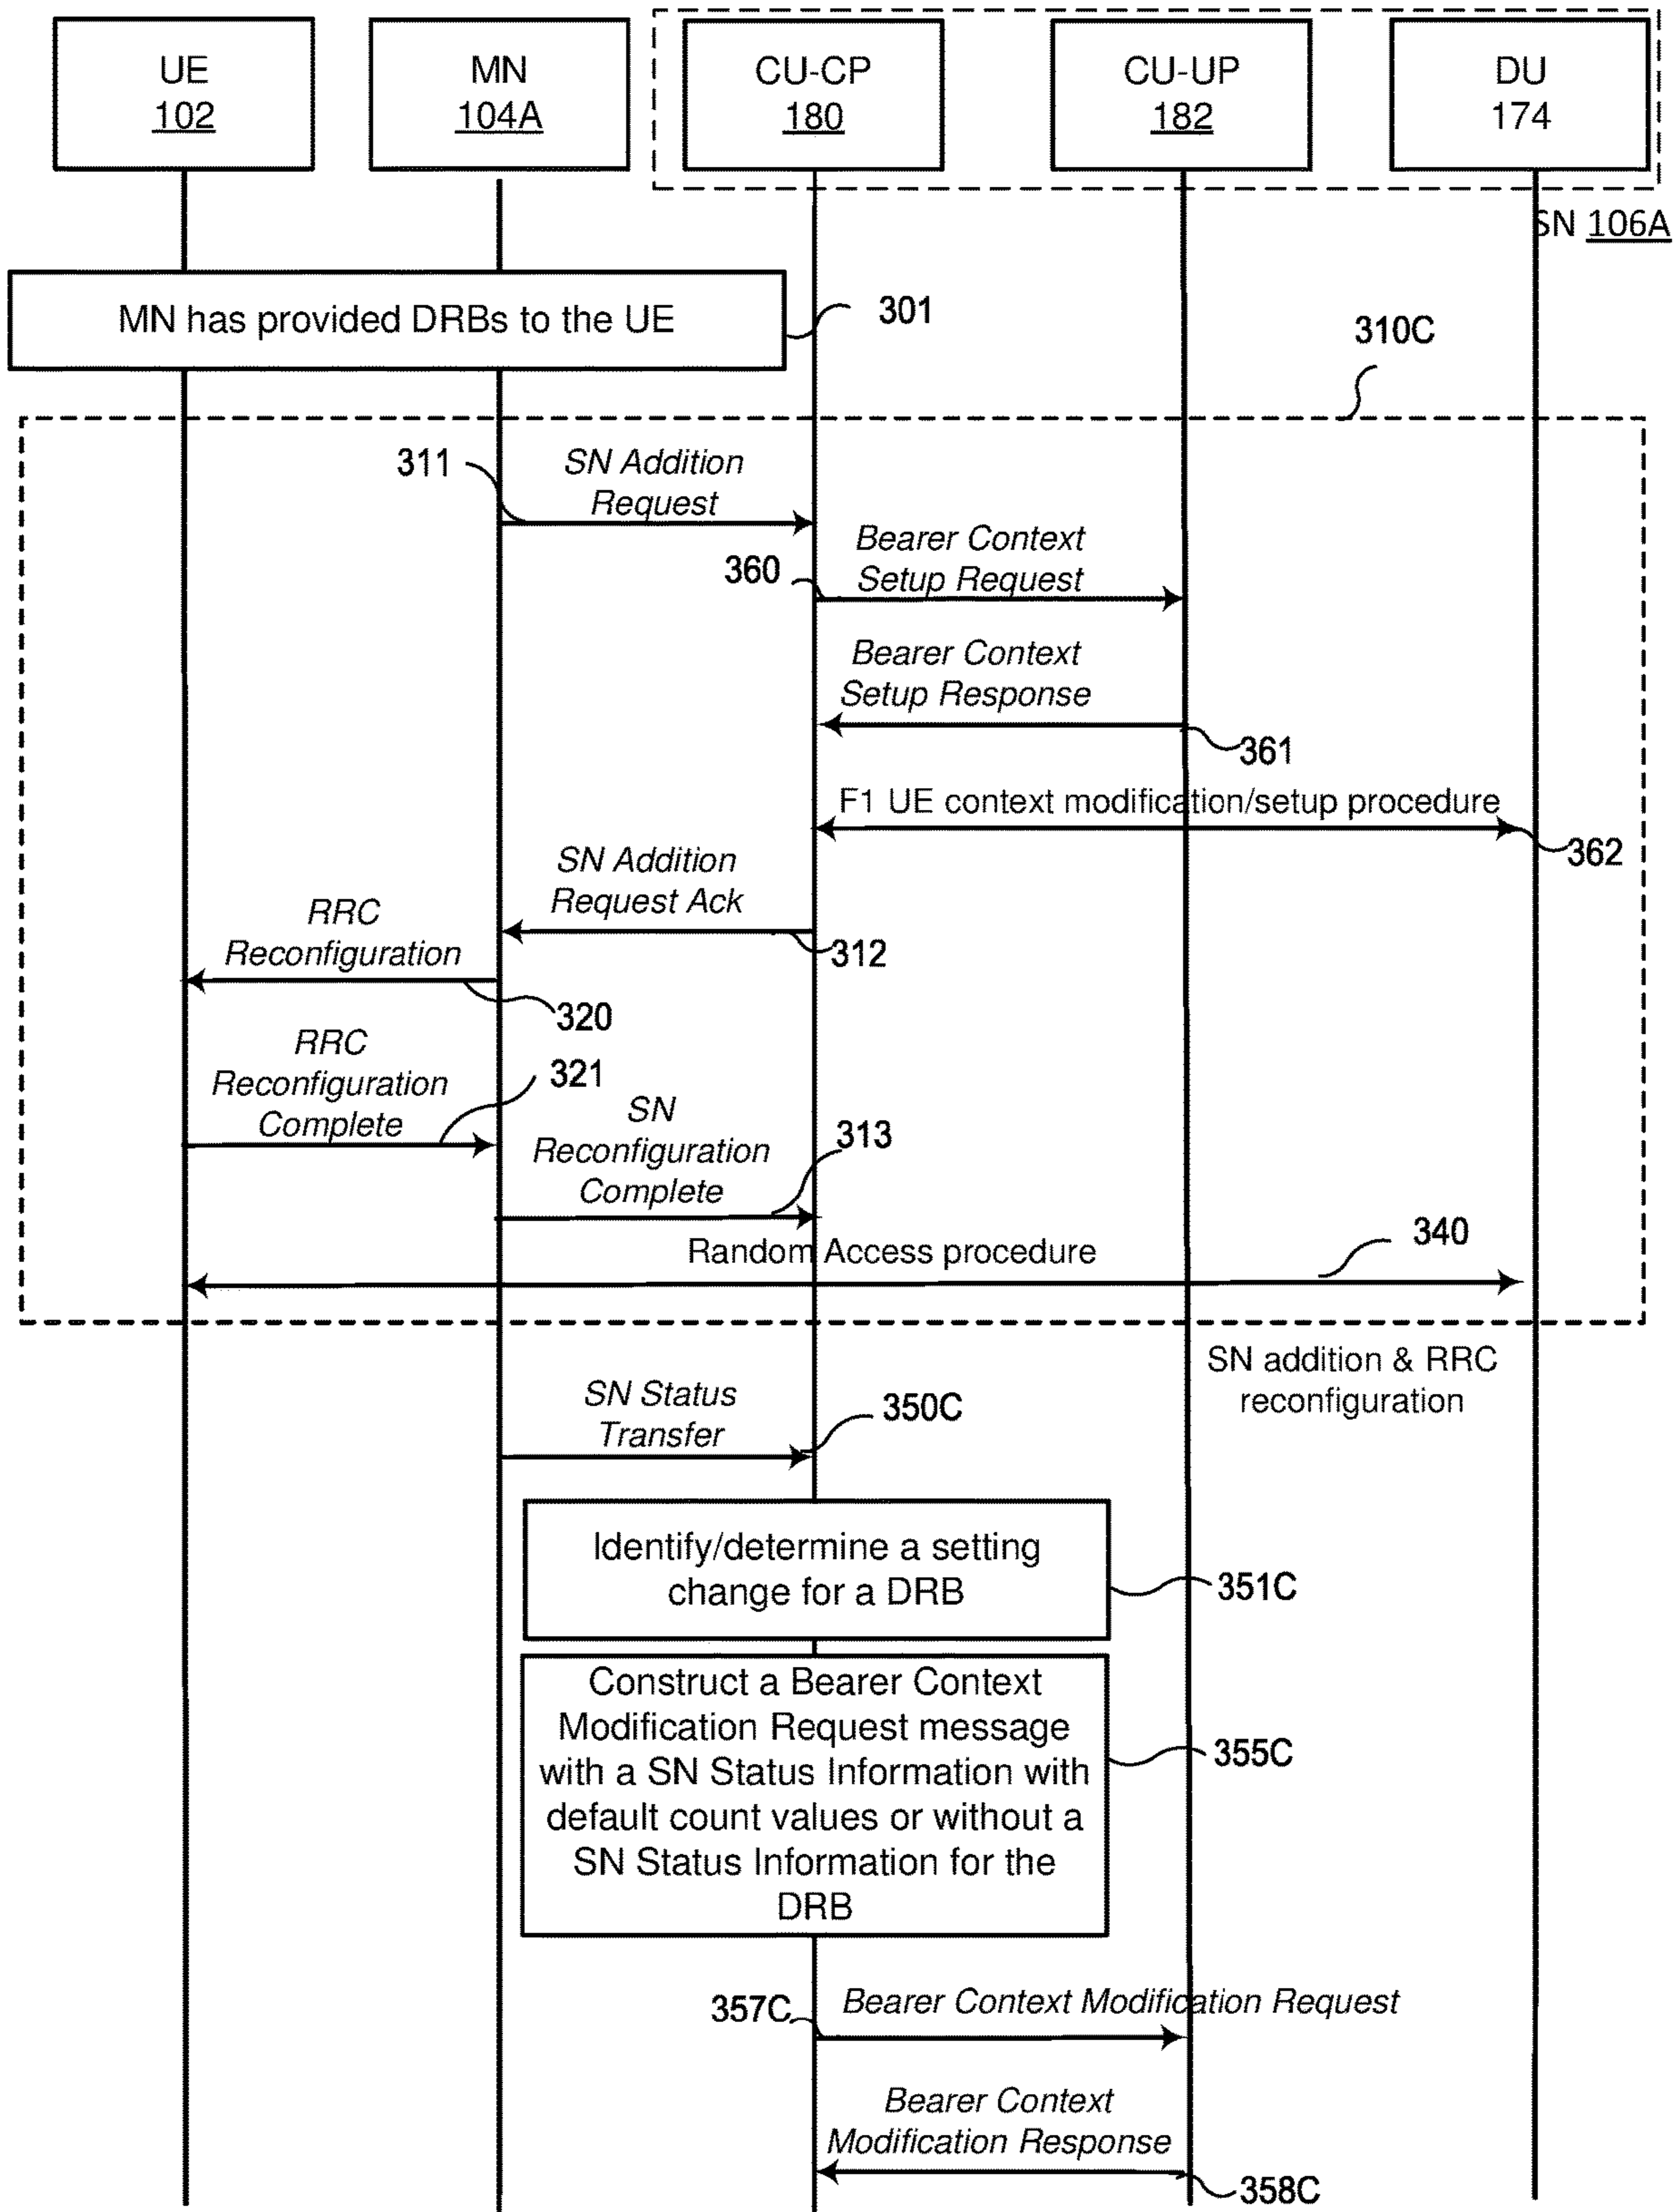 UE
102
MN
104A
CU-CP
180
CU-UP
182
DU
174
SN 106A
MN has provided DRBs to the UE
301
310C
311
SN Addition
Request
360
Bearer Context
Setup Request
Bearer Context
Setup Response
361
F1 UE context modification/setup procedure
362
SN Addition
Request Ack
312
RRC
Reconfiguration
320
RRC
Reconfiguration
Complete
321
SN
Reconfiguration
Complete
313
Random Access procedure
340
SN addition & RRC
reconfiguration
SN Status
Transfer
350C
Identify/determine a setting
change for a DRB
351C
Construct a Bearer Context
Modification Request message
with a SN Status Information with
default count values or without a
SN Status Information for the
DRB
355C
357C
Bearer Context Modification Request
Bearer Context
Modification Response
358C